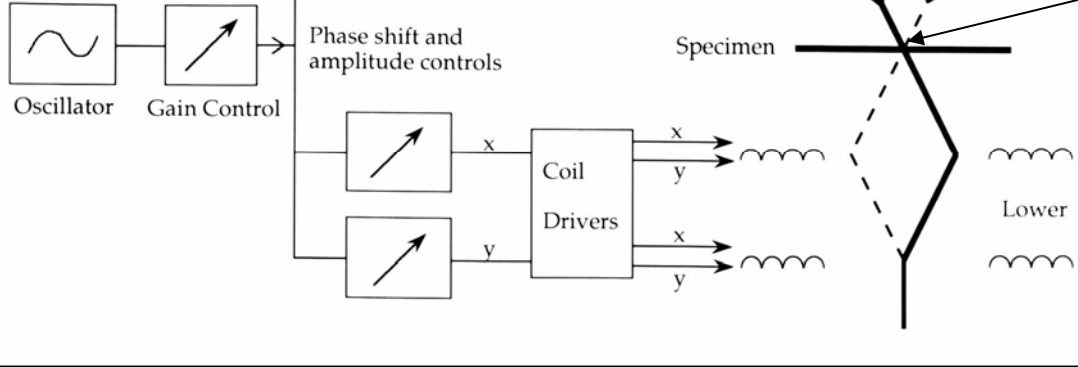 Phase shift and
amplitude controls
Specimen
Oscillator
Gain Control
x
y
Coil
Drivers
x
y
x
y
Lower